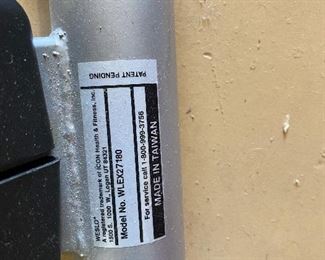 PATENT PENDING
WESLO®
A registered trademark of ICON Health & Fitness, Inc.
1500 S. 1000 W., Logan UT 84321
Model No. WLEX27180
For service call 1-800-999-3756
MADE IN TAIWAN